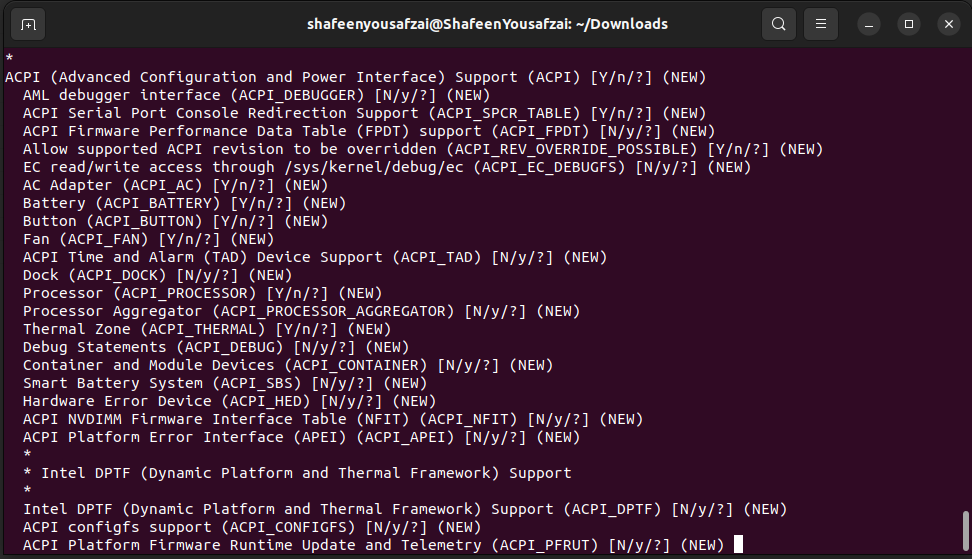 shafeenyousafzai@ShafeenYousafzai: ~/Downloads
*
ACPI (Advanced Configuration and Power Interface) Support (ACPI) [Y/n/?] (NEW)
AML debugger interface (ACPI_DEBUGGER) [N/y/?] (NEW)
ACPI Serial Port Console Redirection Support (ACPI_SPCR_TABLE) [Y/n/?] (NEW)
ACPI Firmware Performance Data Table (FPDT) support (ACPI_FPDT) [N/y/?] (NEW)
Allow supported ACPI revision to be overridden (ACPI_REV_OVERRIDE_POSSIBLE) [Y/n/?] (NEW)
EC read/write access through /sys/kernel/debug/ec (ACPI_EC_DEBUGFS) [N/y/?] (NEW)
AC Adapter (ACPI_AC) [Y/n/?] (NEW)
Battery (ACPI_BATTERY) [Y/n/?] (NEW)
Button (ACPI_BUTTON) [Y/n/?] (NEW)
Fan (ACPI_FAN) [Y/n/?] (NEW)
ACPI Time and Alarm (TAD) Device Support (ACPI_TAD) [N/y/?] (NEW)
Dock (ACPI_DOCK) [N/y/?] (NEW)
Processor (ACPI_PROCESSOR) [Y/n/?] (NEW)
Processor Aggregator (ACPI_PROCESSOR_AGGREGATOR) [N/y/?] (NEW)
Thermal Zone (ACPI_THERMAL) [Y/n/?] (NEW)
Debug Statements (ACPI_DEBUG) [N/y/?] (NEW)
Container and Module Devices (ACPI_CONTAINER) [N/y/?] (NEW)
Smart Battery System (ACPI_SBS) [N/y/?] (NEW)
Hardware Error Device (ACPI_HED) [N/y/?] (NEW)
ACPI NVDIMM Firmware Interface Table (NFIT) (ACPI_NFIT) [N/y/?] (NEW)
ACPI Platform Error Interface (APEI) (ACPI_APEI) [N/y/?] (NEW)
*
* Intel DPTF (Dynamic Platform and Thermal Framework) Support
*
Intel DPTF (Dynamic Platform and Thermal Framework) Support (ACPI_DPTF) [N/y/?] (NEW)
ACPI configfs support (ACPI_CONFIGFS) [N/y/?] (NEW)
ACPI Platform Firmware Runtime Update and Telemetry (ACPI_PFRUT) [N/y/?] (NEW)